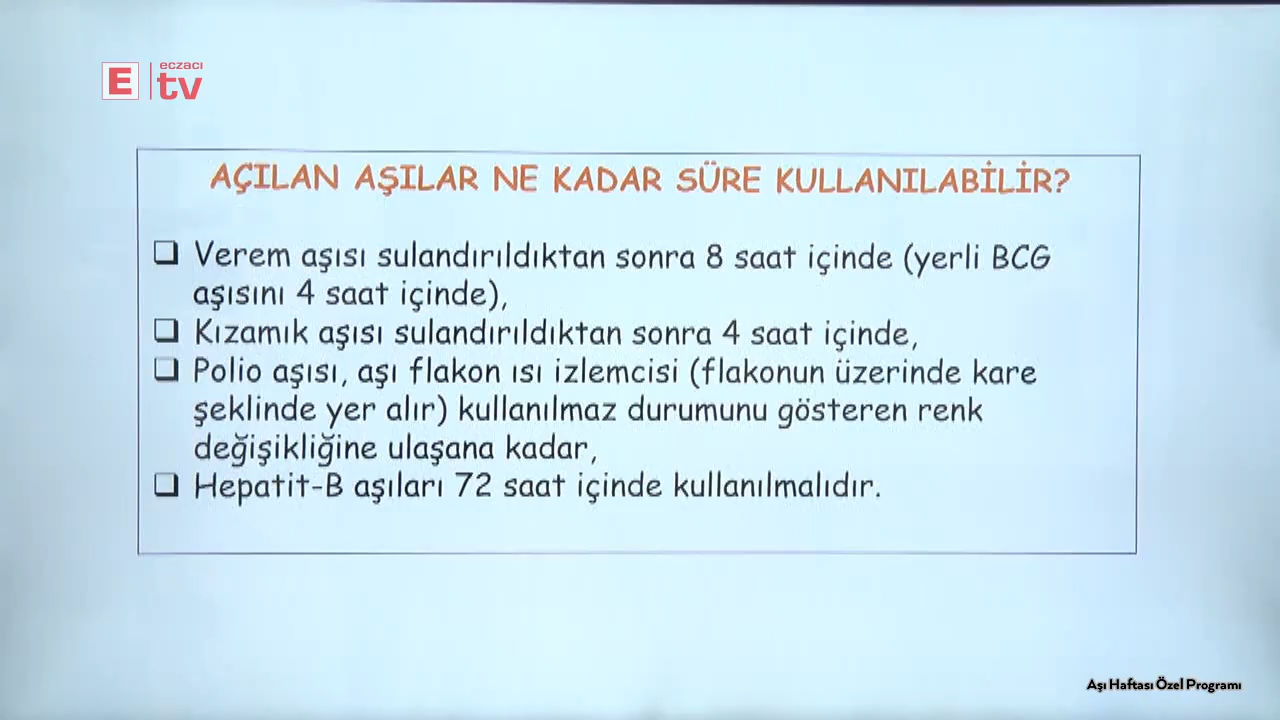 E
eczacı
tv
AÇILAN AŞILAR NE KADAR SÜRE KULLANILABİLİR?
❑ Verem aşısı sulandırıldıktan sonra 8 saat içinde (yerli BCG
aşısını 4 saat içinde),
❑ Kızamık aşısı sulandırıldıktan sonra 4 saat içinde,
❑ Polio aşısı, aşı flakon ısı izlemcisi (flakonun üzerinde kare
şeklinde yer alır) kullanılmaz durumunu gösteren renk
değişikliğine ulaşana kadar,
❑ Hepatit-B aşıları 72 saat içinde kullanılmalıdır.
Aşı Haftası Özel Programı